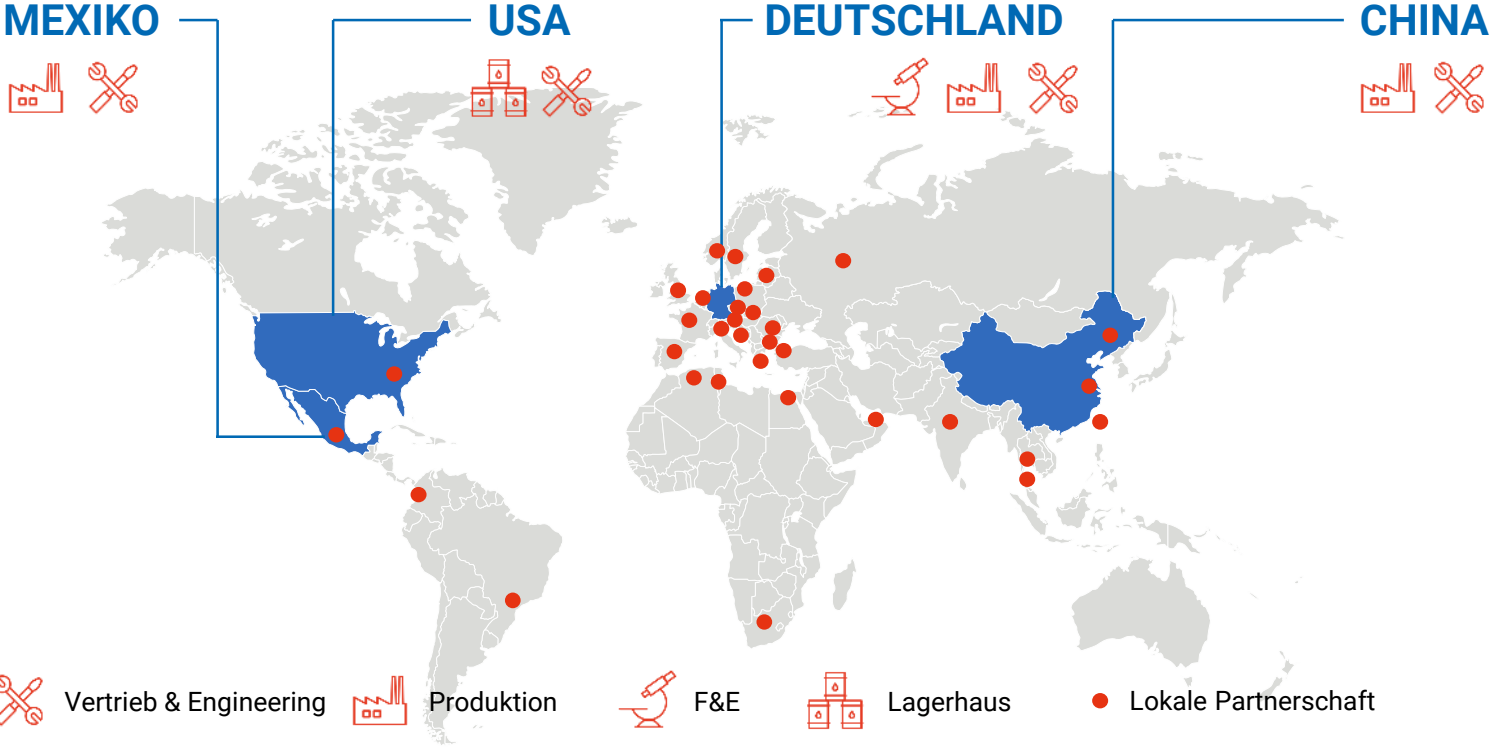 MEXIKO
USA
DEUTSCHLAND
CHINA
Vertrieb & Engineering
Produktion
F&E
Lagerhaus
Lokale Partnerschaft